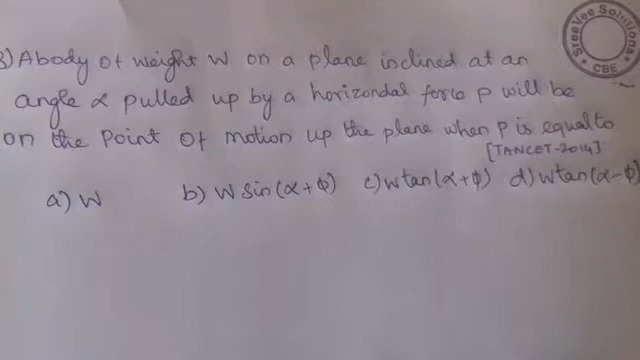 3) A body of weight W on a plane inclined at an
angle α pulled up by a horizondal force p will be
on the point of motion up the plane when p is equal to
[TANCET-2014]
a) W b) W sin(α+ϕ) c) w tan(α+ϕ) d) w tan(α-ϕ)
SreeVee Solutions
CBE